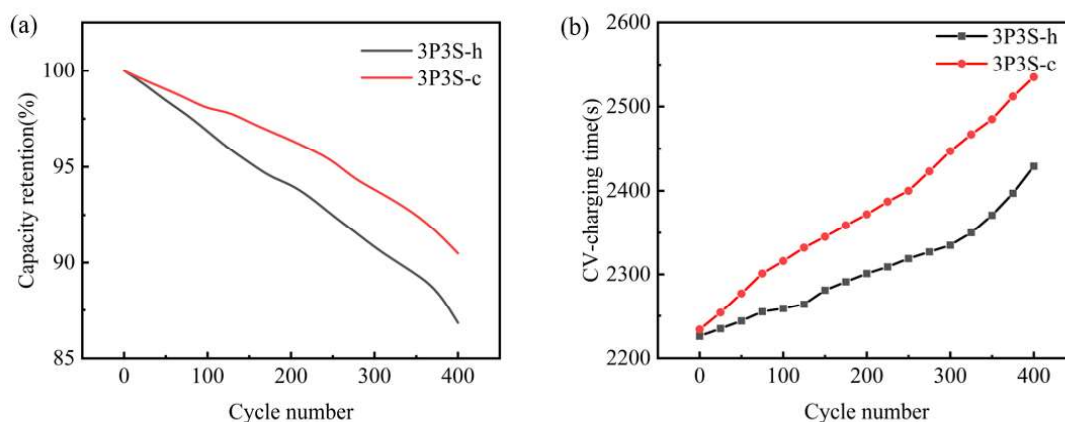 (a)
3P3S-h
3P3S-c
100
95
90
85
Capacity retention(%)
0
100
200
300
400
Cycle number
(b)
3P3S-h
3P3S-c
2600
2500
2400
2300
2200
CV-charging time(s)
0
100
200
300
400
Cycle number